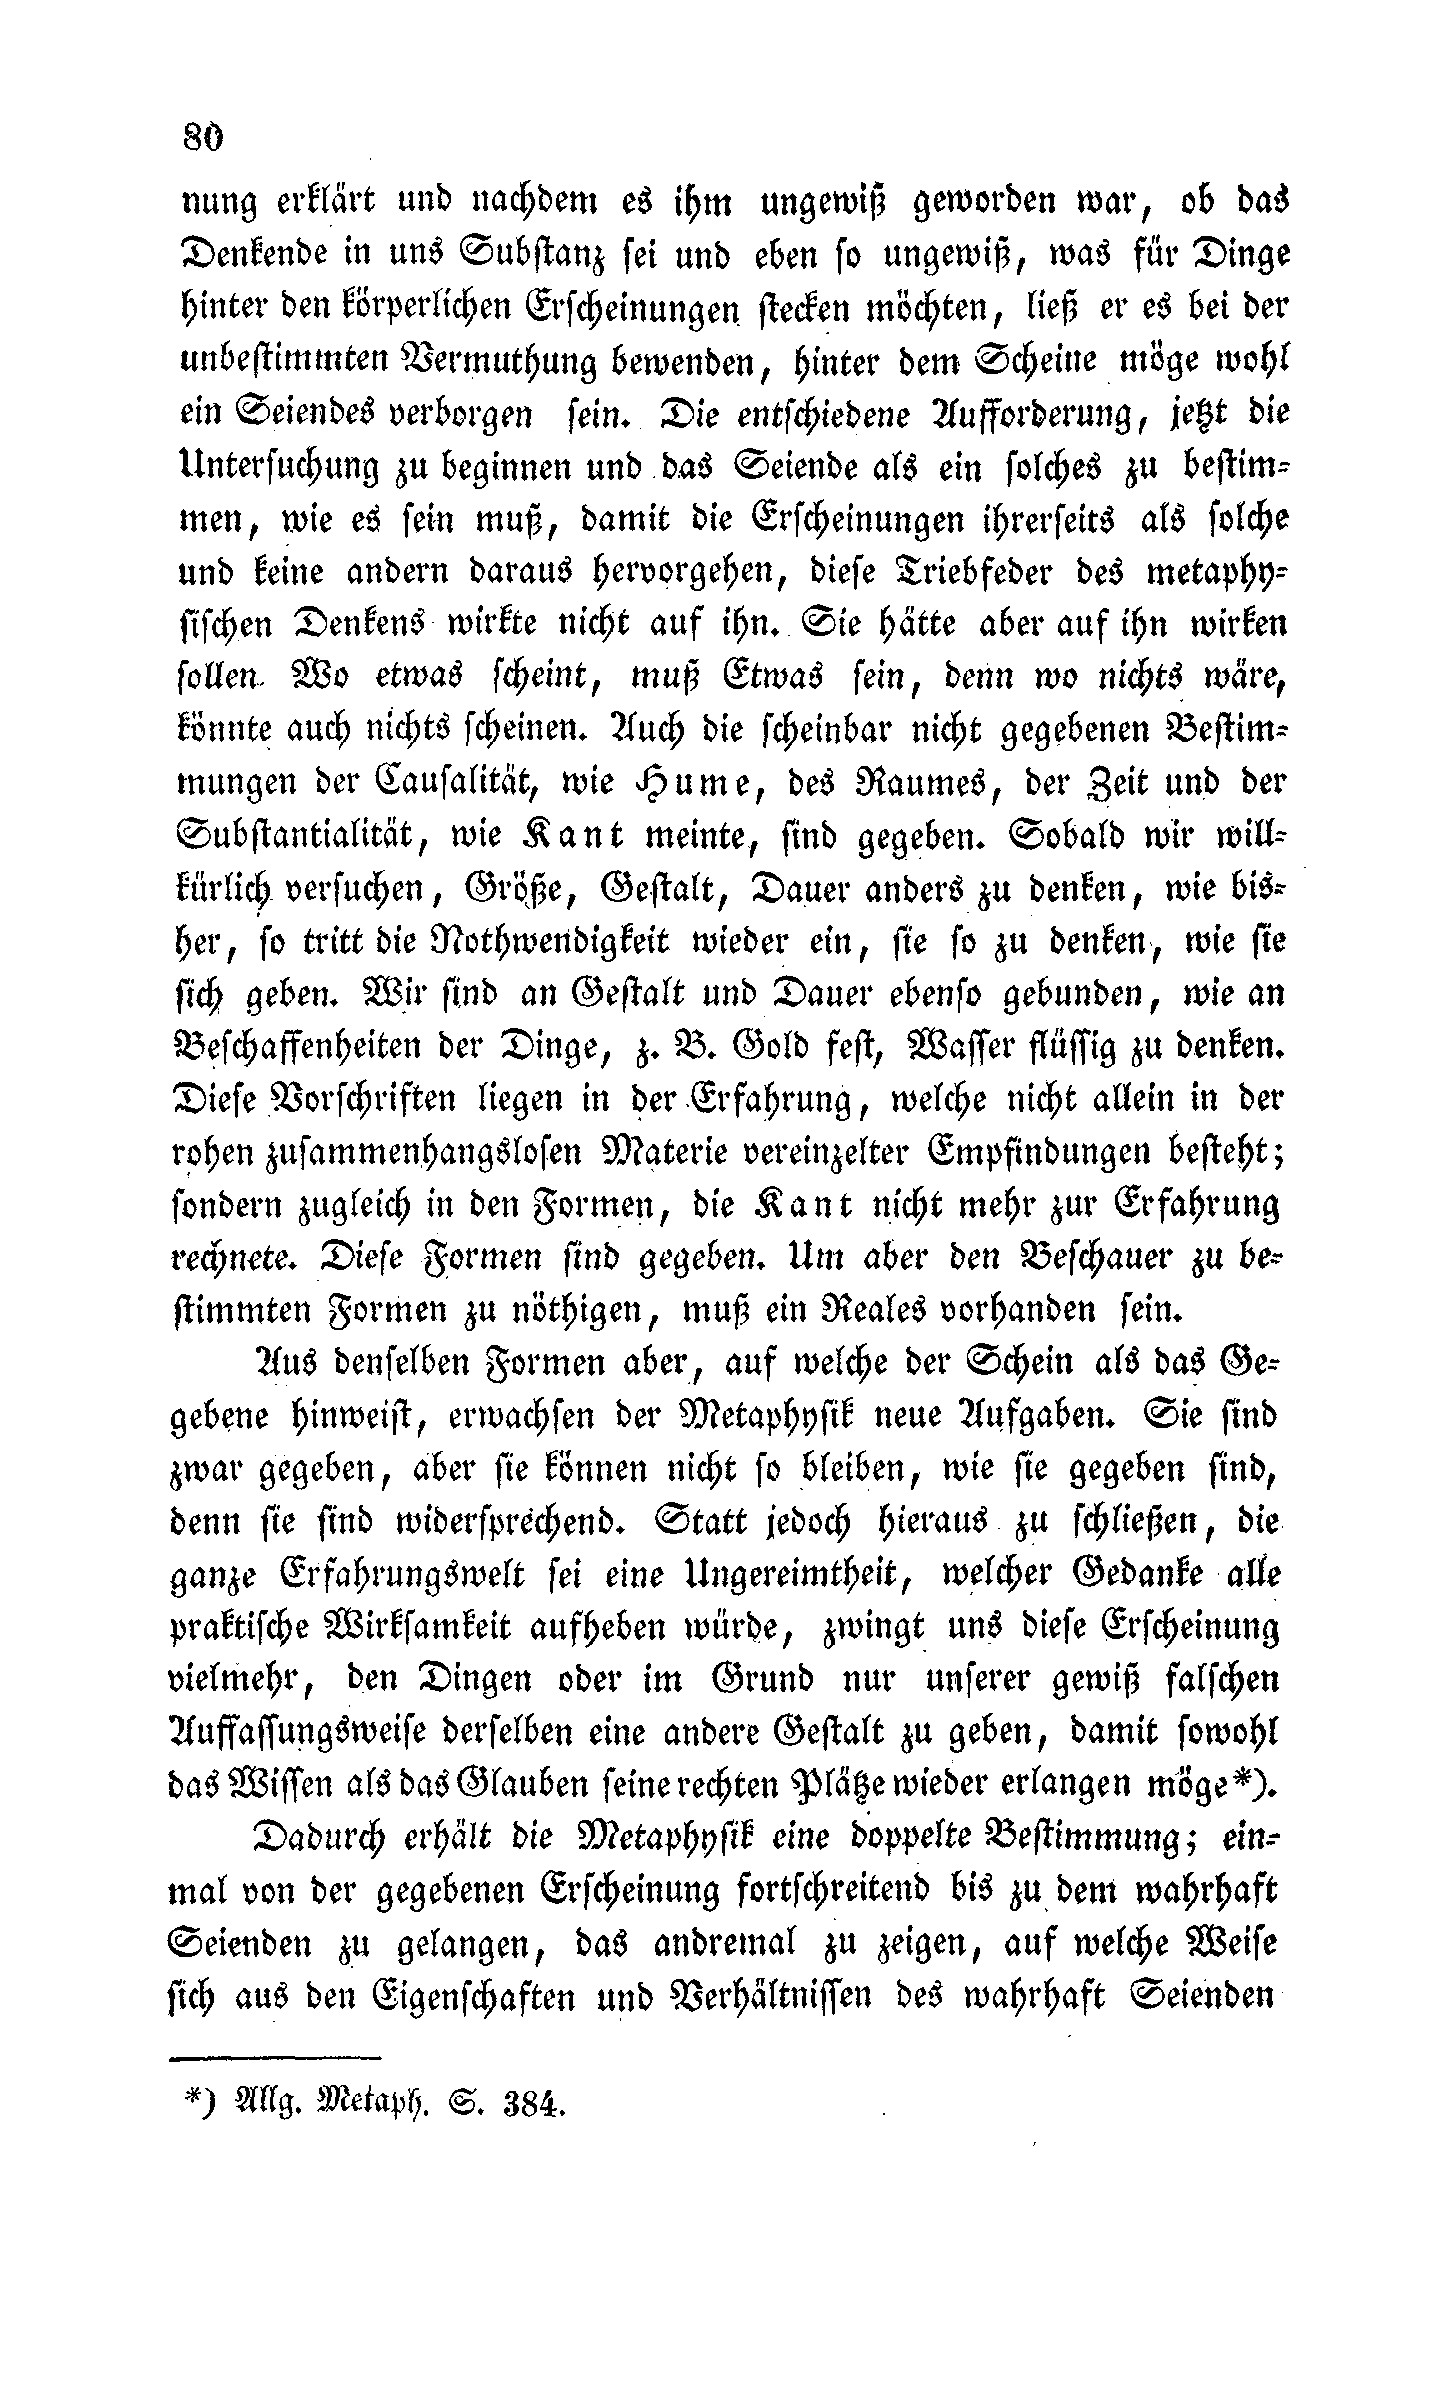 80
nung erklärt und nachdem es ihm ungewiß geworden war, ob das
Denkende in uns Substanz sei und eben so ungewiß, was für Dinge
hinter den körperlichen Erscheinungen stecken möchten, ließ er es bei der
unbestimmten Vermuthung bewenden, hinter dem Scheine möge wohl
ein Seiendes verborgen sein. Die entschiedene Aufforderung, jetzt die
Untersuchung zu beginnen und das Seiende als ein solches zu bestim-
men, wie es sein muß, damit die Erscheinungen ihrerseits als solche
und keine andern daraus hervorgehen, diese Triebfeder des metaphy-
sischen Denkens wirkte nicht auf ihn. Sie hätte aber auf ihn wirken
sollen. Wo etwas scheint, muß Etwas sein, denn wo nichts wäre,
könnte auch nichts scheinen. Auch die scheinbar nicht gegebenen Bestim-
mungen der Causalität, wie Hume, des Raumes, der Zeit und der
Substantialität, wie Kant meinte, sind gegeben. Sobald wir will-
kürlich versuchen, Größe, Gestalt, Dauer anders zu denken, wie bis-
her, so tritt die Nothwendigkeit wieder ein, sie so zu denken, wie sie
sich geben. Wir sind an Gestalt und Dauer ebenso gebunden, wie an
Beschaffenheiten der Dinge, z. B. Gold fest, Wasser flüssig zu denken.
Diese Vorschriften liegen in der Erfahrung, welche nicht allein in der
rohen zusammenhangslosen Materie vereinzelter Empfindungen besteht;
sondern zugleich in den Formen, die Kant nicht mehr zur Erfahrung
rechnete. Diese Formen sind gegeben. Um aber den Beschauer zu be-
stimmten Formen zu nöthigen, muß ein Reales vorhanden sein.
Aus denselben Formen aber, auf welche der Schein als das Ge-
gebene hinweist, erwachsen der Metaphysik neue Aufgaben. Sie sind
zwar gegeben, aber sie können nicht so bleiben, wie sie gegeben sind,
denn sie sind widersprechend. Statt jedoch hieraus zu schließen, die
ganze Erfahrungswelt sei eine Ungereimtheit, welcher Gedanke alle
praktische Wirksamkeit aufheben würde, zwingt uns diese Erscheinung
vielmehr, den Dingen oder im Grund nur unserer gewiß falschen
Auffassungsweise derselben eine andere Gestalt zu geben, damit sowohl
das Wissen als das Glauben seine rechten Plätze wieder erlangen möge*).
Dadurch erhält die Metaphysik eine doppelte Bestimmung; ein-
mal von der gegebenen Erscheinung fortschreitend bis zu dem wahrhaft
Seienden zu gelangen, das andremal zu zeigen, auf welche Weise
sich aus den Eigenschaften und Verhältnissen des wahrhaft Seienden
*) Allg. Metaph. S. 384.